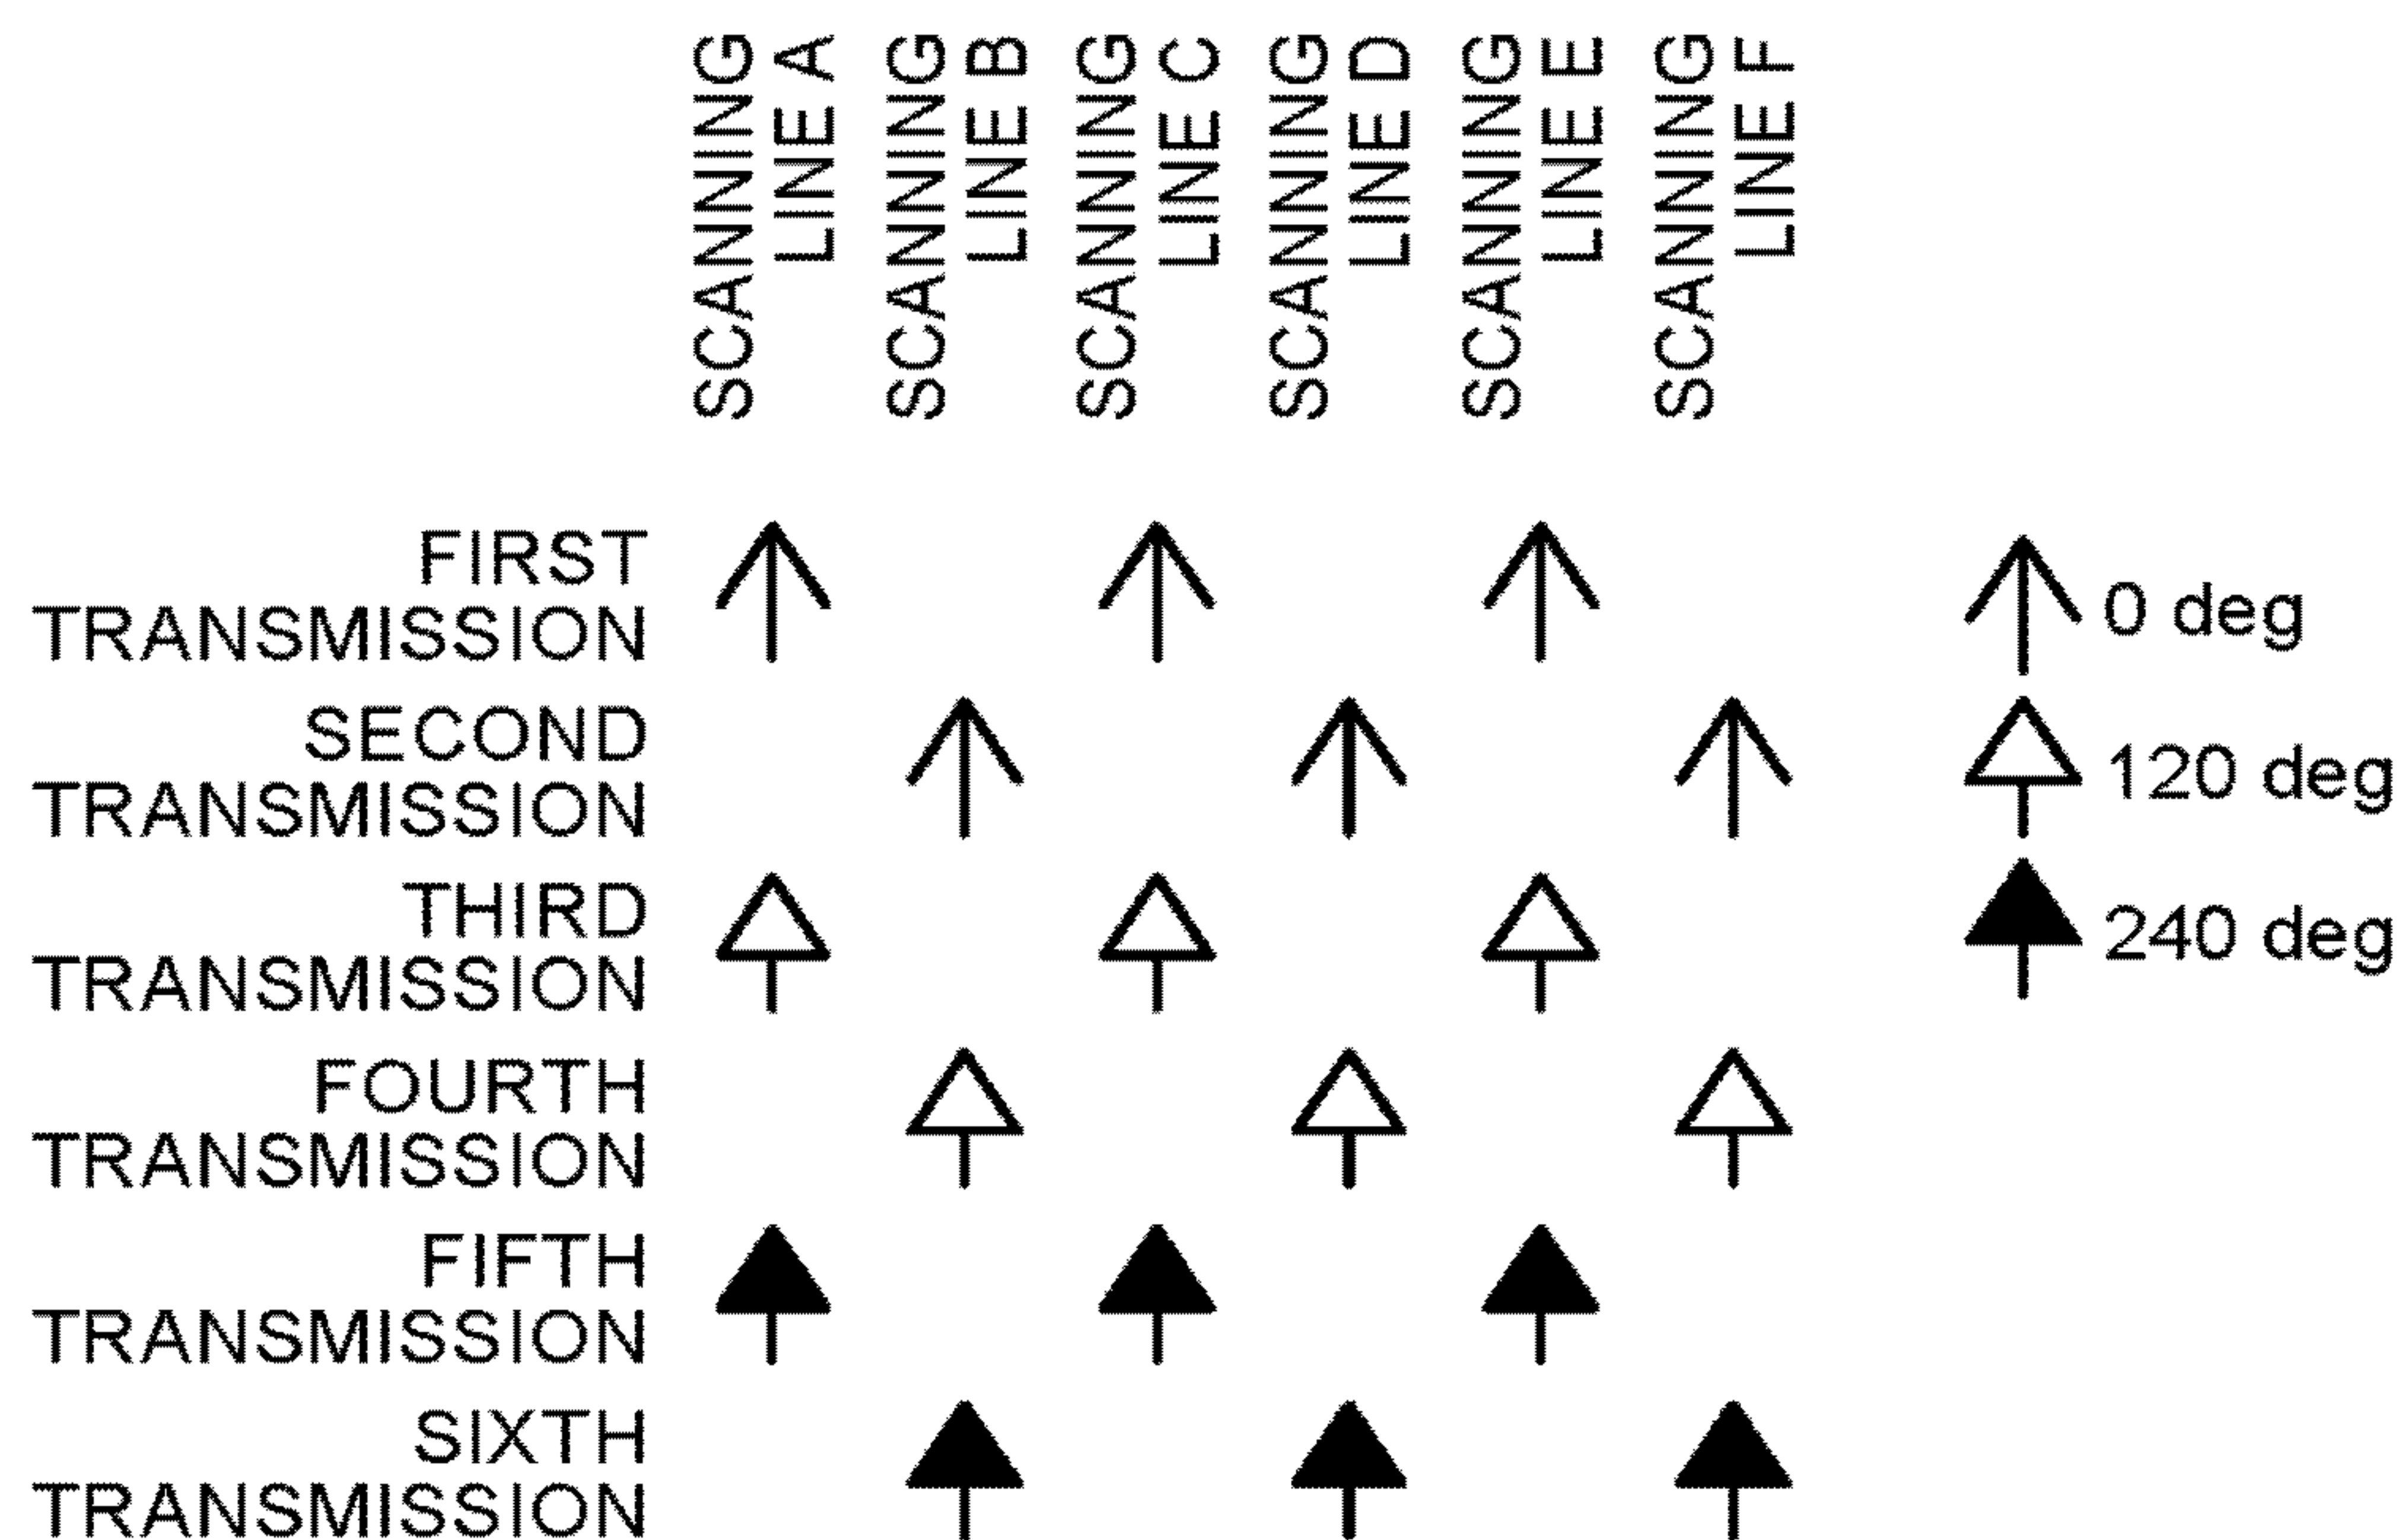 SCANNING
LINE A
SCANNING
LINE B
SCANNING
LINE C
SCANNING
LINE D
SCANNING
LINE E
SCANNING
LINE F
FIRST
TRANSMISSION
0 deg
SECOND
TRANSMISSION
120 deg
THIRD
TRANSMISSION
240 deg
FOURTH
TRANSMISSION
FIFTH
TRANSMISSION
SIXTH
TRANSMISSION